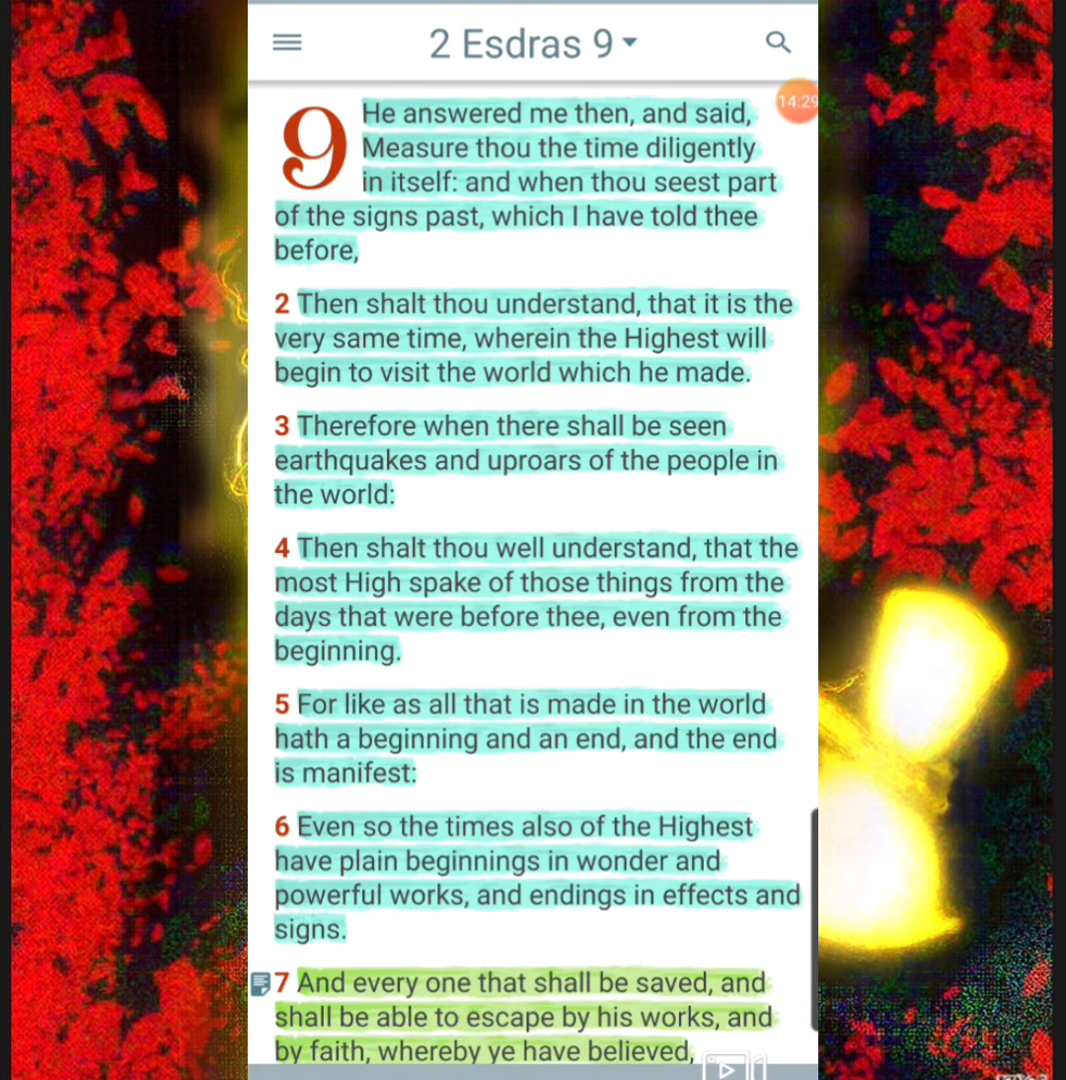 2 Esdras 9
14:29
9 He answered me then, and said,
Measure thou the time diligently
in itself: and when thou seest part
of the signs past, which I have told thee
before,
2 Then shalt thou understand, that it is the
very same time, wherein the Highest will
begin to visit the world which he made.
3 Therefore when there shall be seen
earthquakes and uproars of the people in
the world:
4 Then shalt thou well understand, that the
most High spake of those things from the
days that were before thee, even from the
beginning.
5 For like as all that is made in the world
hath a beginning and an end, and the end
is manifest:
6 Even so the times also of the Highest
have plain beginnings in wonder and
powerful works, and endings in effects and
signs.
7 And every one that shall be saved, and
shall be able to escape by his works, and
by faith, whereby ye have believed,